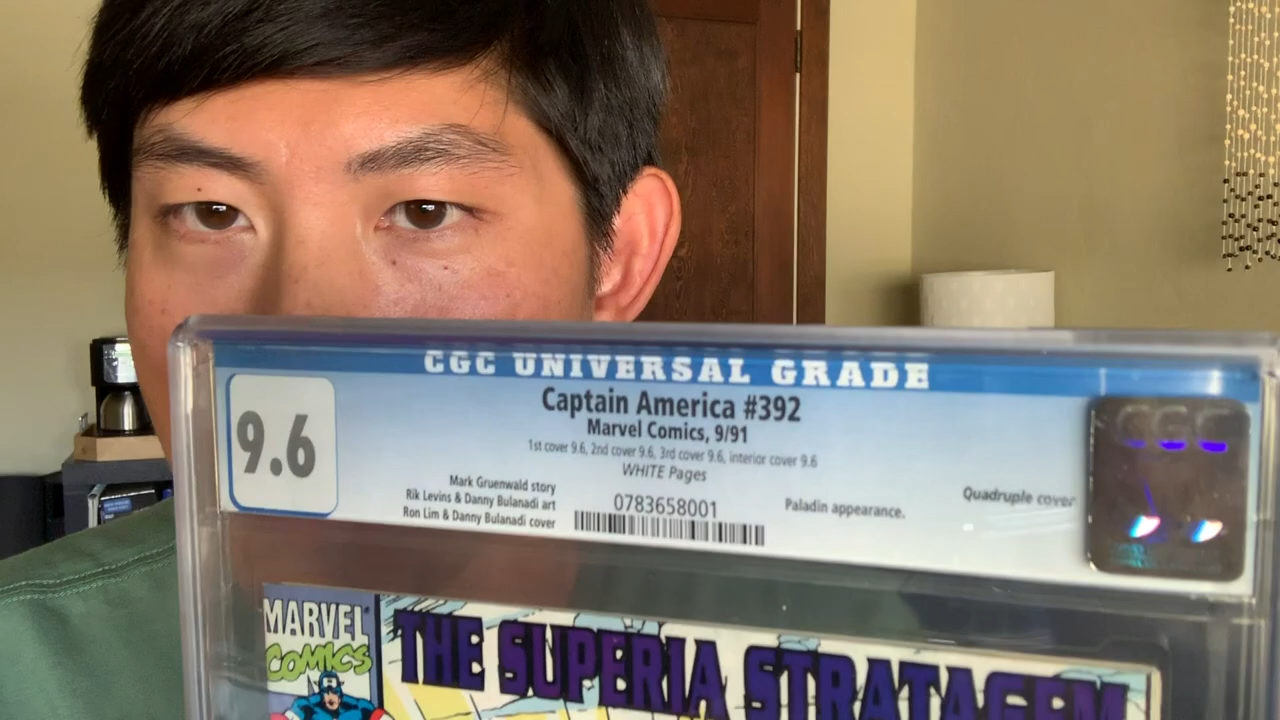 CGC UNIVERSAL GRADE
9.6
Captain America #392
Marvel Comics, 9/91
1st cover 9.6, 2nd cover 9.6, 3rd cover 9.6, interior cover 9.6
WHITE Pages
Mark Gruenwald story
Rik Levins & Danny Bulanadi art
Ron Lim & Danny Bulanadi cover
0783658001
Paladin appearance.
Quadruple cover
CGC
MARVEL
COMICS
THE SUPERIA STRATAGEM